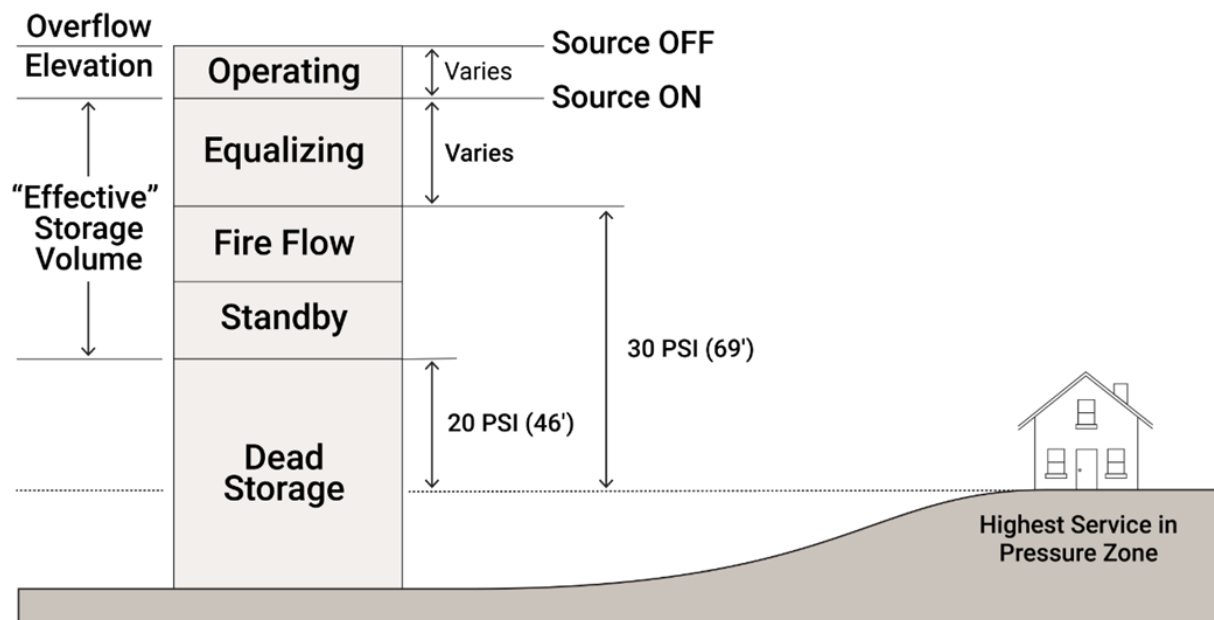 Overflow
Elevation
Operating
Varies
Source OFF
Source ON
Equalizing
Varies
“Effective”
Storage
Volume
Fire Flow
Standby
30 PSI (69')
20 PSI (46')
Dead
Storage
Highest Service in
Pressure Zone